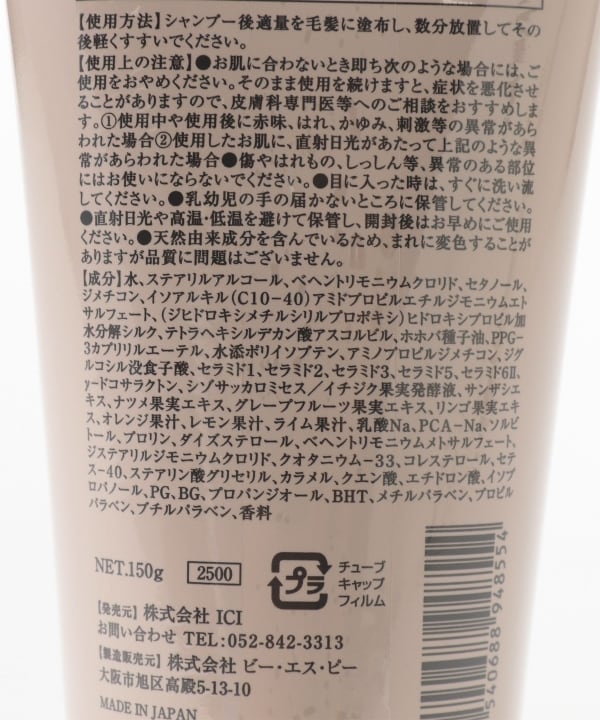 【使用方法】シャンプー後適量を毛髪に塗布し、数分放置してその
後軽くすすいでください。
【使用上の注意】●お肌に合わないとき即ち次のような場合には、ご
使用をおやめください。そのまま使用を続けますと、症状を悪化させ
ることがありますので、皮膚科専門医等へのご相談をおすすめしま
す。①使用中や使用後に赤味、はれ、かゆみ、刺激等の異常があら
われた場合②使用したお肌に、直射日光があたって上記のような異
常があらわれた場合●傷やはれもの、しっしん等、異常のある部位
にはお使いにならないでください。●目に入った時は、すぐに洗い流
してください。●乳幼児の手の届かないところに保管してください。
●直射日光や高温・低温を避けて保管し、開封後はお早めにご使用
ください。●天然由来成分を含んでいるため、まれに変色することが
ありますが品質に問題はございません。
【成分】水、ステアリルアルコール、ベヘントリモニウムクロリド、セタノール、
ジメチコン、イソアルキル(C10-40)アミドプロピルエチルジモニウムエト
サルフェート、(ジヒドロキシメチルシリルプロポキシ)ヒドロキシプロピル加
水分解シルク、テトラヘキシルデカン酸アスコルビル、ホホバ種子油、PPG-
3カプリリルエーテル、水添ポリイソブテン、アミノプロピルジメチコン、ジグ
ルコシル没食子酸、セラミド1、セラミド2、セラミド3、セラミド5、セラミド6Ⅱ、
γ-ドコサラクトン、シゾサッカロミセス/イチジク果実発酵液、サンザシエ
キス、ナツメ果実エキス、グレープフルーツ果実エキス、リンゴ果実エキ
ス、オレンジ果汁、レモン果汁、ライム果汁、乳酸Na、PCA-Na、ソルビ
トール、プロリン、ダイズステロール、ベヘントリモニウムメトサルフェート、
ジステアリルジモニウムクロリド、クオタニウム-33、コレステロール、セテ
ス-40、ステアリン酸グリセリル、カラメル、クエン酸、エチドロン酸、イソプ
ロパノール、PG、BG、プロパンジオール、BHT、メチルパラベン、プロピル
パラベン、ブチルパラベン、香料
NET.150g 2500
プラ
チューブ
キャップ
フィルム
【発売元】株式会社 ICI
お問い合わせ TEL:052-842-3313
【製造販売元】株式会社 ビー・エス・ピー
大阪市旭区高殿5-13-10
MADE IN JAPAN
540688 948554